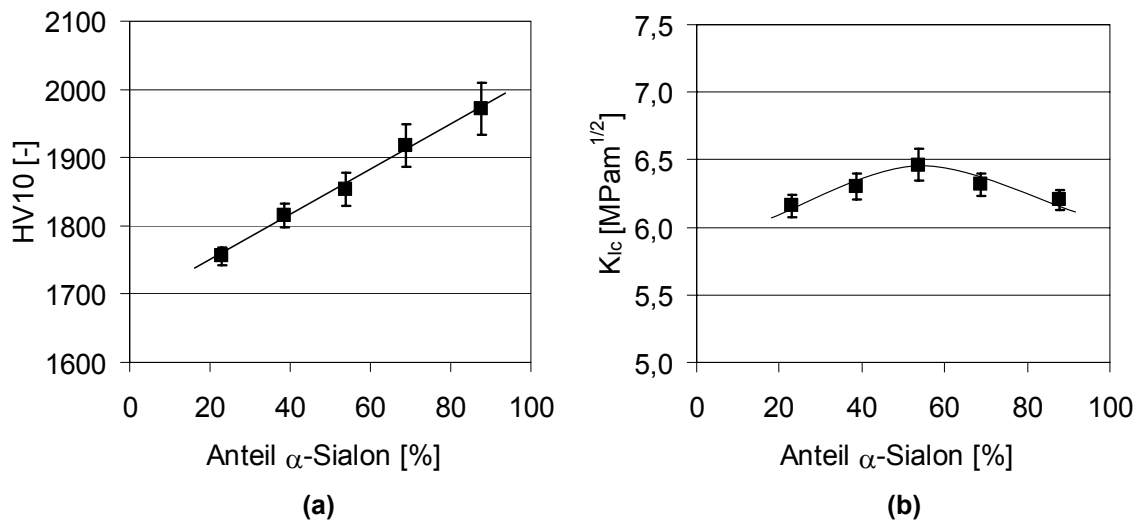 2100
2000
1900
1800
1700
1600
HV10 [-]
0 20 40 60 80 100
Anteil α-Sialon [%]
(a)
7,5
7,0
6,5
6,0
5,5
5,0
K_Ic [MPam^1/2]
0 20 40 60 80 100
Anteil α-Sialon [%]
(b)